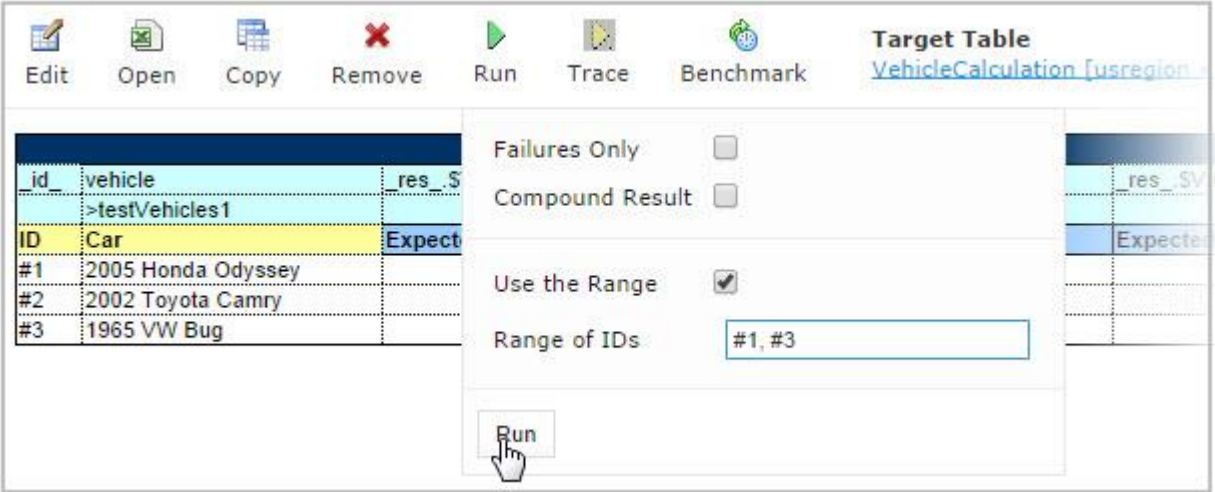 Edit Open Copy Remove Run Trace Benchmark
Target Table
VehicleCalculation [usregion
Failures Only
Compound Result
Use the Range
Range of IDs #1, #3
Run
_id_ vehicle _res_.$ _res_.$V
>testVehicles1
ID Car Expect Expected
#1 2005 Honda Odyssey
#2 2002 Toyota Camry
#3 1965 VW Bug